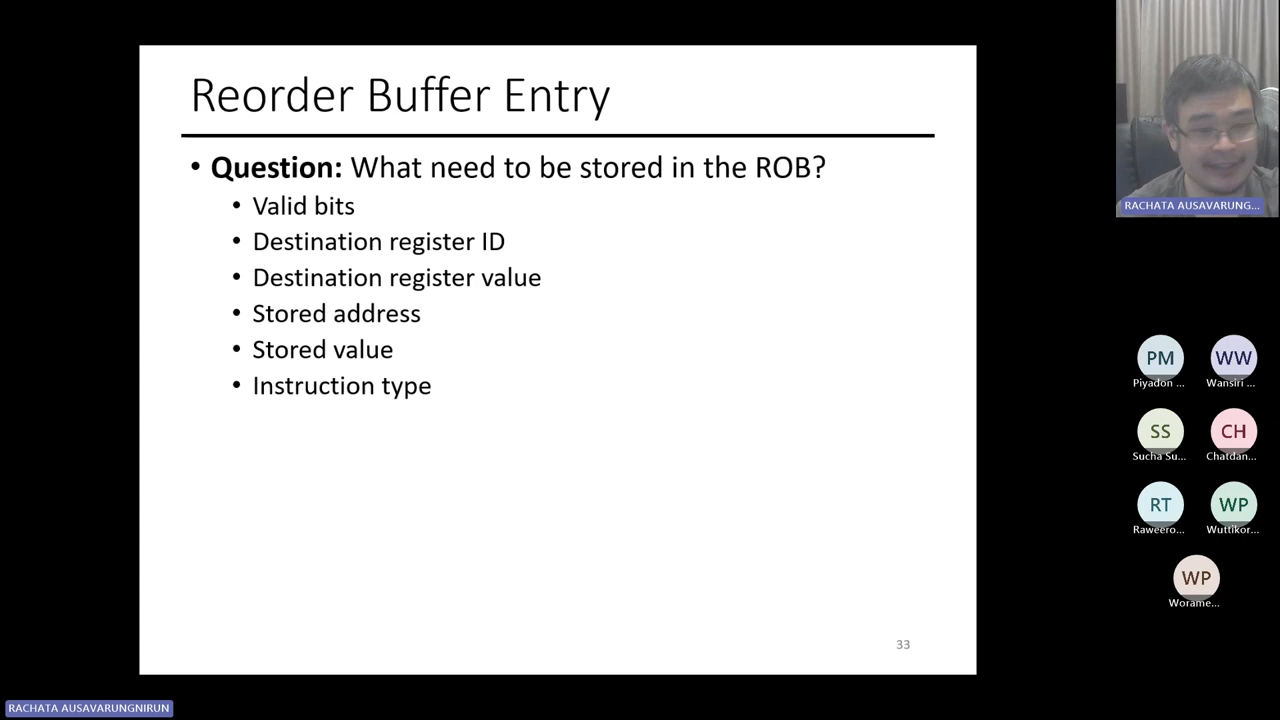 Reorder Buffer Entry
• Question: What need to be stored in the ROB?
• Valid bits
• Destination register ID
• Destination register value
• Stored address
• Stored value
• Instruction type
33
RACHATA AUSAVARUNG...
PM WW
Piyadon ... Wansiri ...
SS CH
Sucha Su... Chatdan...
RT WP
Raweero... Wuttikor...
WP
Worame...
RACHATA AUSAVARUNGNIRUN